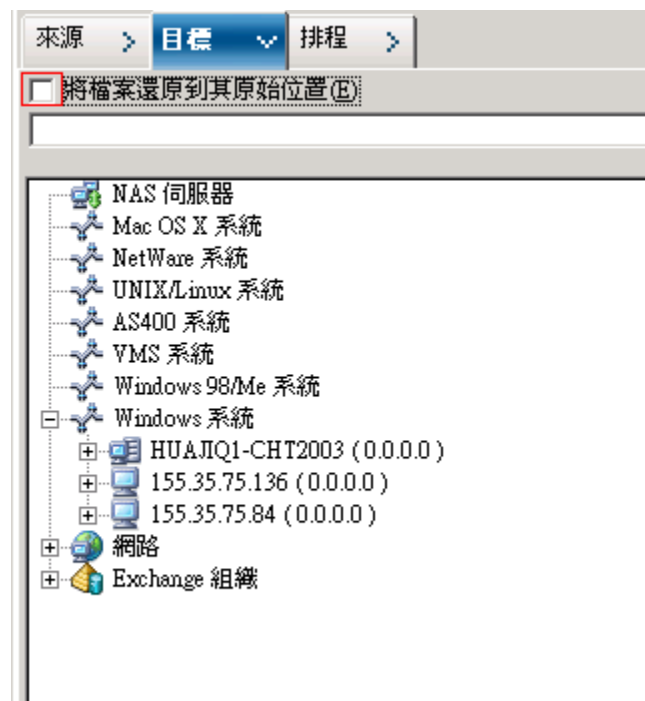 來源 目標 排程
將檔案還原到其原始位置(E)
NAS 伺服器
Mac OS X 系統
NetWare 系統
UNIX/Linux 系統
AS400 系統
VMS 系統
Windows 98/Me 系統
Windows 系統
HUAJIQ1-CHT2003 ( 0.0.0.0 )
155.35.75.136 ( 0.0.0.0 )
155.35.75.84 ( 0.0.0.0 )
網路
Exchange 組織